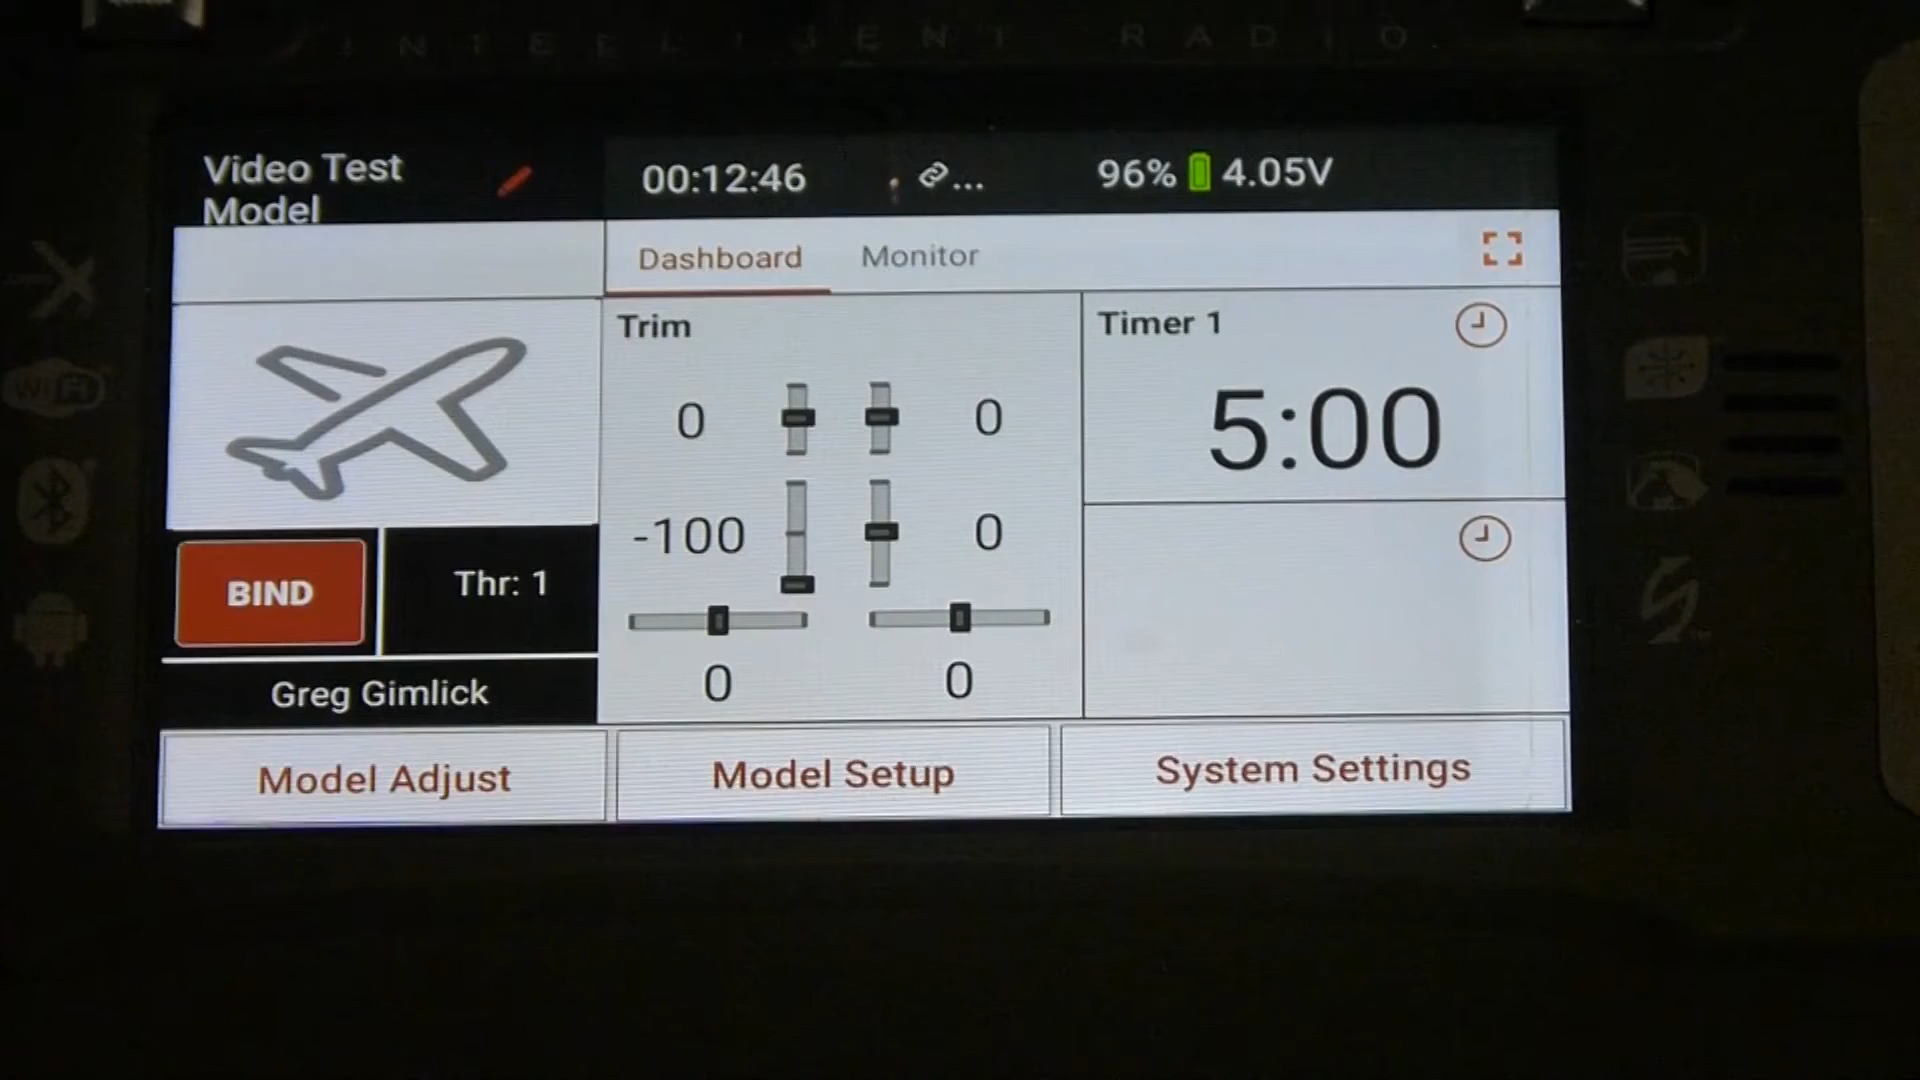 INTELLIGENT RADIO
Video Test
Model
00:12:46
...
96%
4.05V
Dashboard
Monitor
Trim
Timer 1
0
0
5:00
-100
0
BIND
Thr: 1
0
0
Greg Gimlick
Model Adjust
Model Setup
System Settings
WiFi